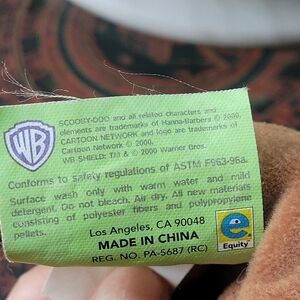 SCOOBY-DOO and all related characters and
elements are trademarks of Hanna-Barbera © 2000.
CARTOON NETWORK and logo are trademarks of
Cartoon Network © 2000.
WB SHIELD: TM & © 2000 Warner Bros.
WB
Conforms to safety regulations of ASTM F963-96a.
Surface wash only with warm water and mild
detergent. Do not bleach. Air dry. All new materials
consisting of polyester fibers and polypropylene
pellets.
Los Angeles, CA 90048
MADE IN CHINA
REG. NO. PA-5687 (RC)
e
Equity